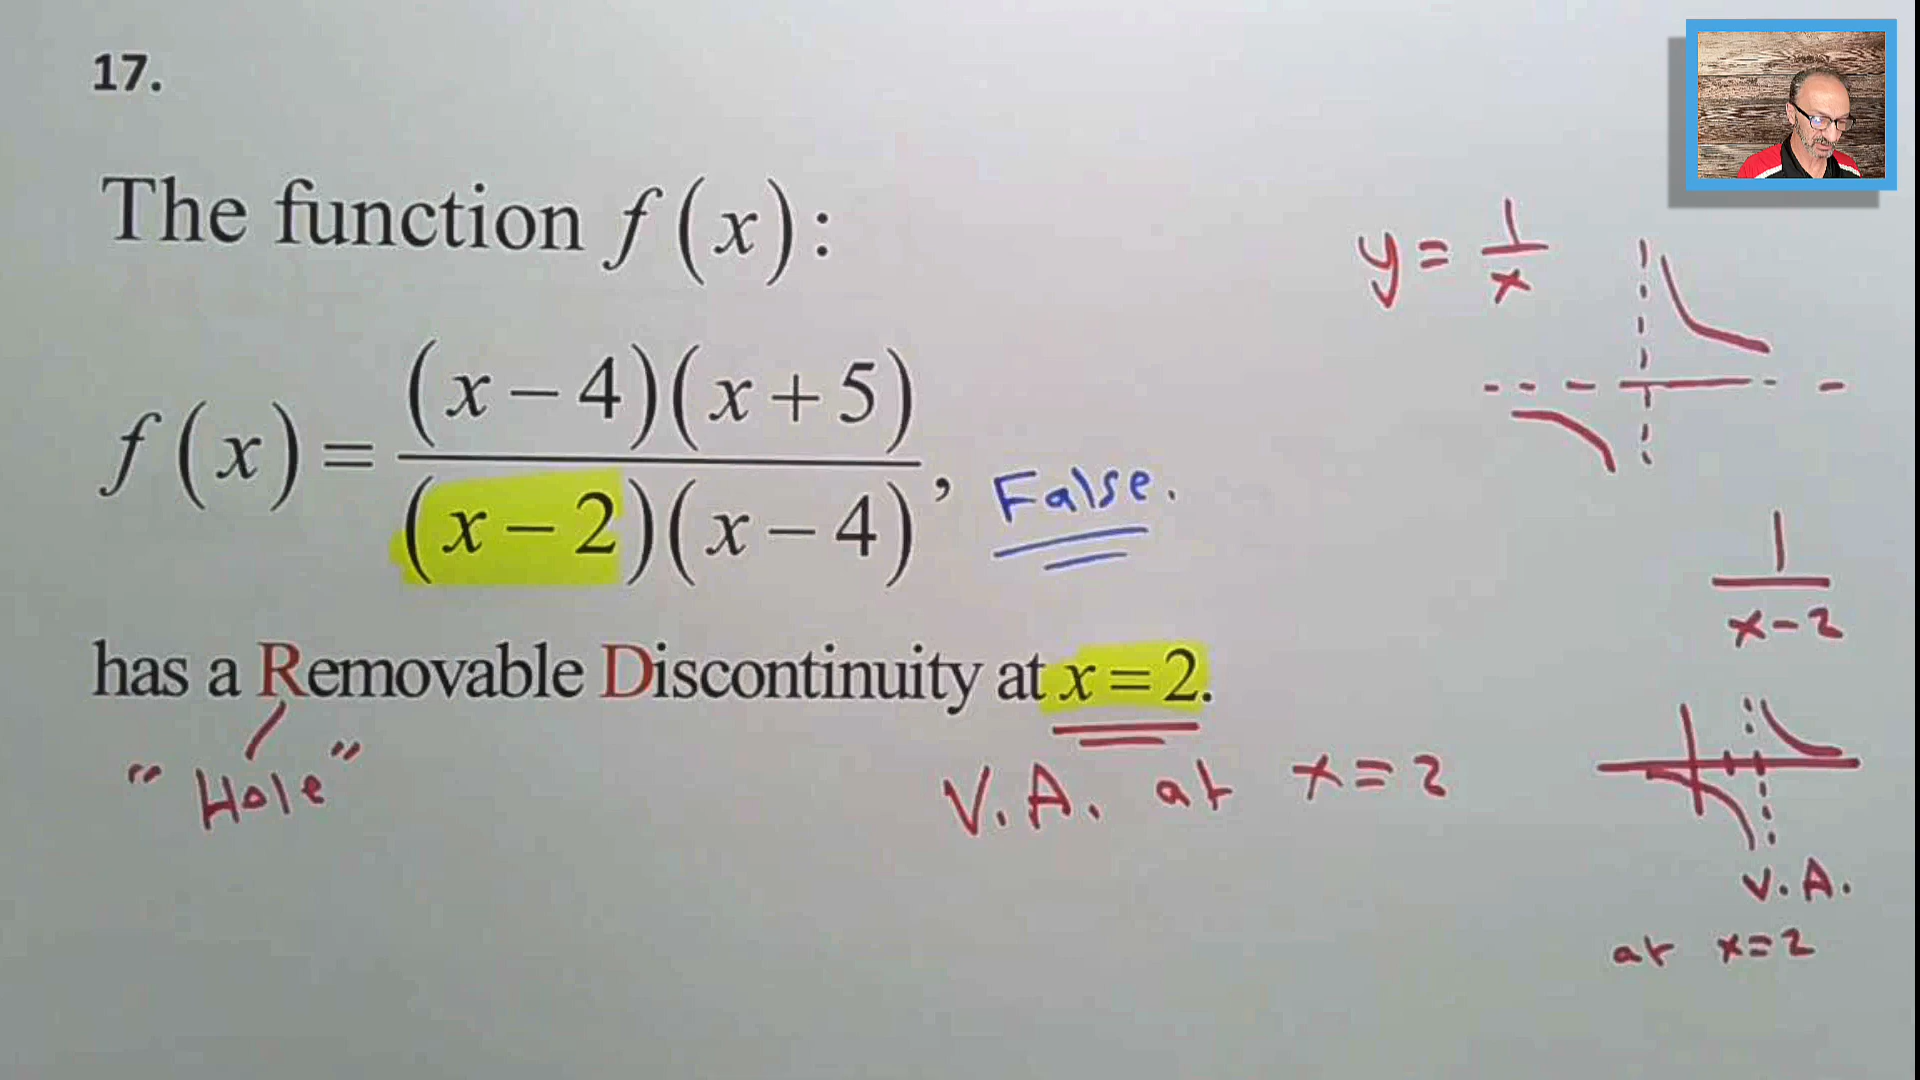 17.
The function f(x):
f(x) = (x − 4)(x + 5) / (x − 2)(x − 4), False.
has a Removable Discontinuity at x = 2.
"Hole"
V.A. at x = 2
y = 1/x
1/x − 2
V.A.
at x = 2